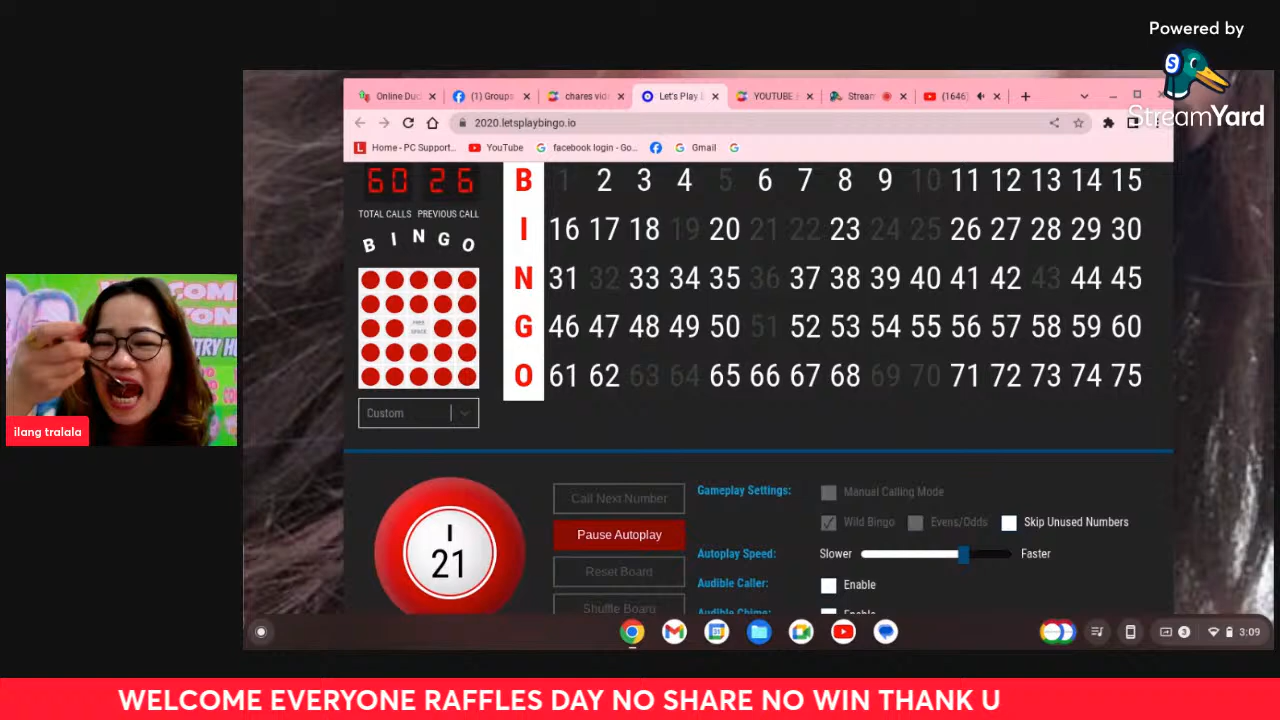 Powered by
StreamYard
Online Duc
(1) Groups
chares vid
Let's Play B
YOUTUBE
Stream
(1646)
2020.letsplaybingo.io
Home - PC Support...
YouTube
facebook login - Go...
Gmail
60 26
TOTAL CALLS PREVIOUS CALL
B I N G O
FREE SPACE
Custom
B 1 2 3 4 5 6 7 8 9 10 11 12 13 14 15
I 16 17 18 19 20 21 22 23 24 25 26 27 28 29 30
N 31 32 33 34 35 36 37 38 39 40 41 42 43 44 45
G 46 47 48 49 50 51 52 53 54 55 56 57 58 59 60
O 61 62 63 64 65 66 67 68 69 70 71 72 73 74 75
I
21
Call Next Number
Pause Autoplay
Reset Board
Shuffle Board
Gameplay Settings:
Manual Calling Mode
Wild Bingo
Evens/Odds
Skip Unused Numbers
Autoplay Speed:
Slower
Faster
Audible Caller:
Enable
Audible Chime:
Enable
3
3:09
ilang tralala
WELCOME EVERYONE RAFFLES DAY NO SHARE NO WIN THANK U